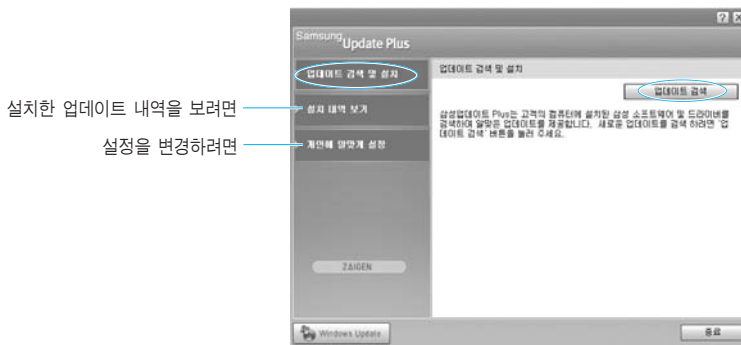 Samsung Update Plus
업데이트 검색 및 설치
설치 내역 보기
개인에 알맞게 설정
ZAIGEN
Windows Update
업데이트 검색 및 설치
업데이트 검색
삼성업데이트 Plus는 고객의 컴퓨터에 설치된 삼성 소프트웨어 및 드라이버를
검색하여 알맞은 업데이트를 제공합니다. 새로운 업데이트를 검색 하려면 '업
데이트 검색' 버튼을 눌러 주세요.
종료
설치한 업데이트 내역을 보려면
설정을 변경하려면